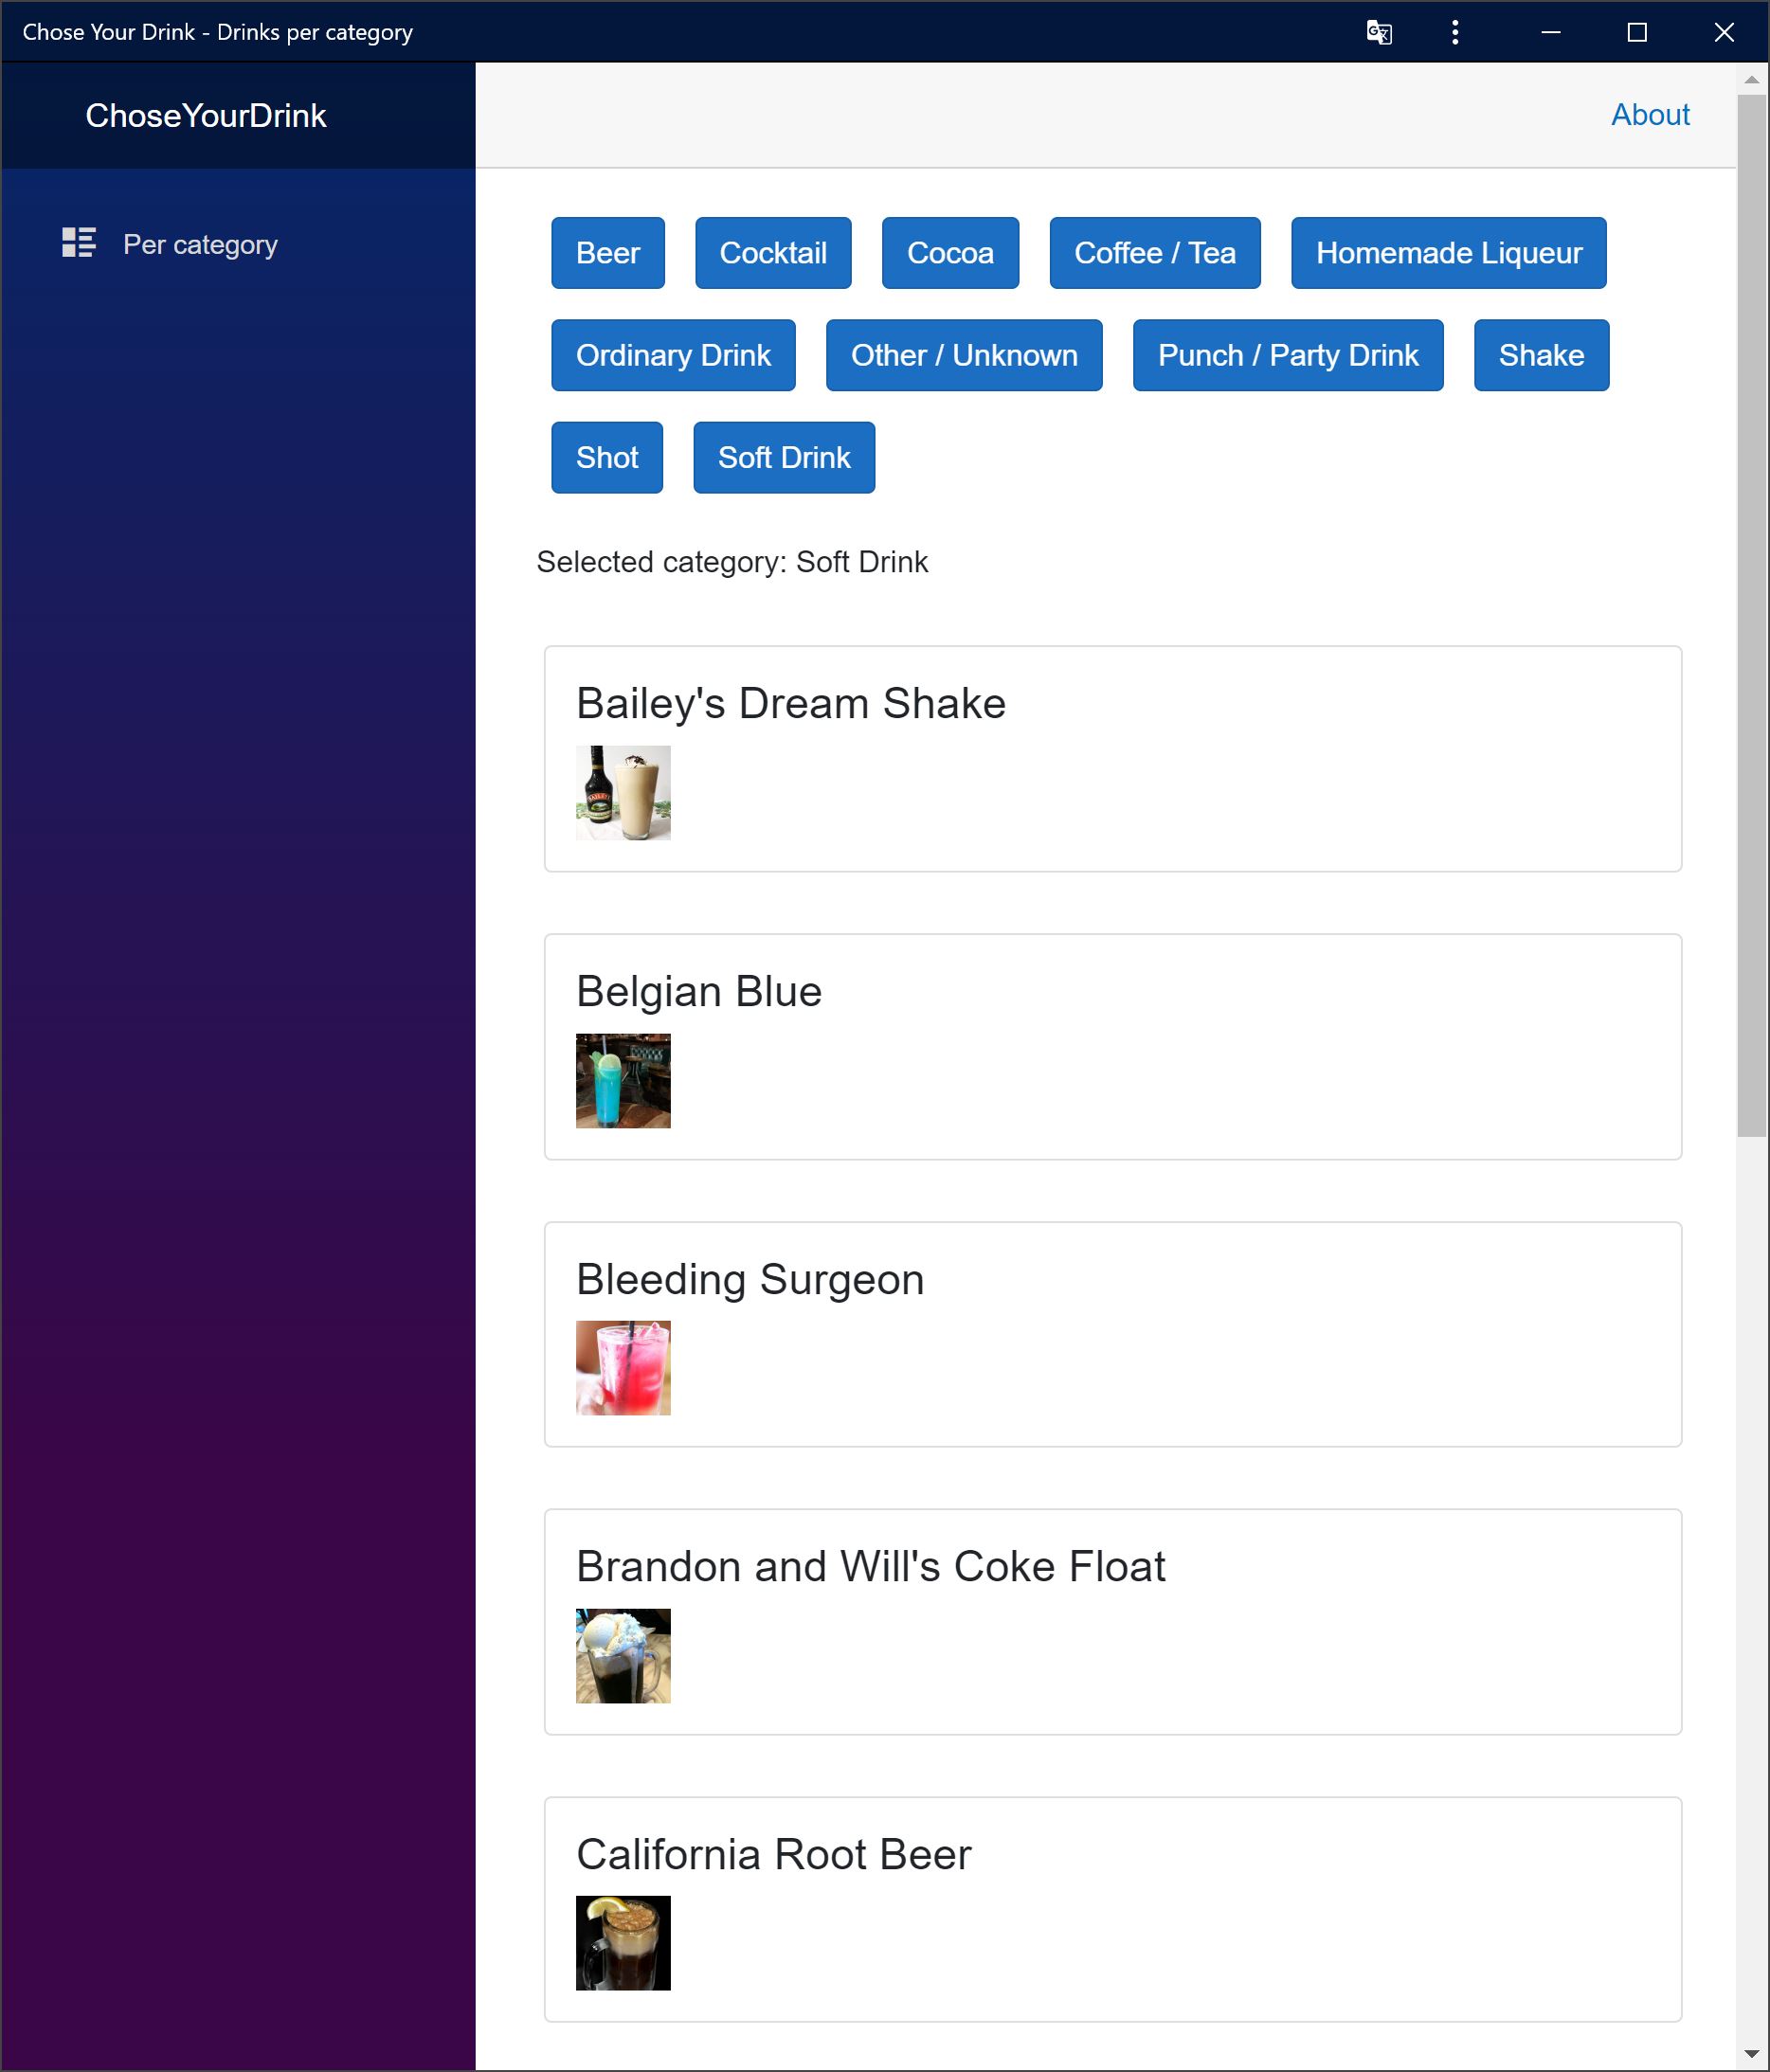 Chose Your Drink - Drinks per category
ChoseYourDrink
About
Per category
Beer Cocktail Cocoa Coffee / Tea Homemade Liqueur
Ordinary Drink Other / Unknown Punch / Party Drink Shake
Shot Soft Drink
Selected category: Soft Drink
Bailey's Dream Shake
Belgian Blue
Bleeding Surgeon
Brandon and Will's Coke Float
California Root Beer